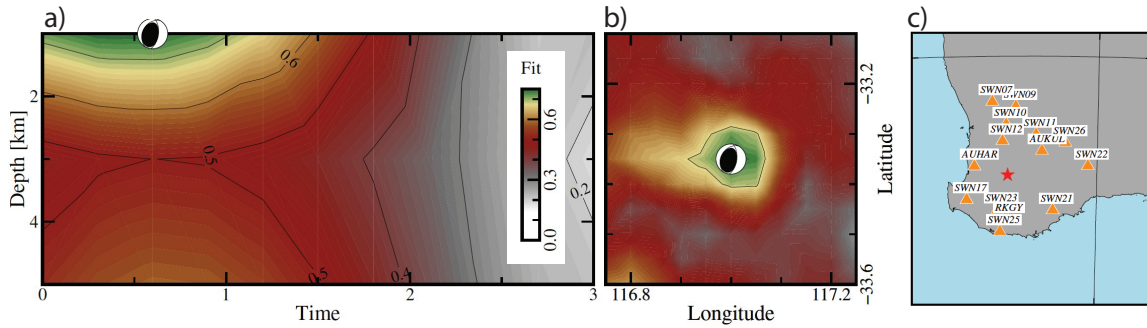 a)
0.6
0.5
0.5
0.4
0.2
Fit
0.6
0.3
0.0
2
4
Depth [km]
0
1
2
3
Time
b)
−33.2
−33.6
Latitude
116.8
117.2
Longitude
c)
SWN07
SWN09
SWN10
SWN11
SWN26
SWN12
AUKUL
AUHAR
SWN22
SWN17
SWN23
SWN21
RKGY
SWN25